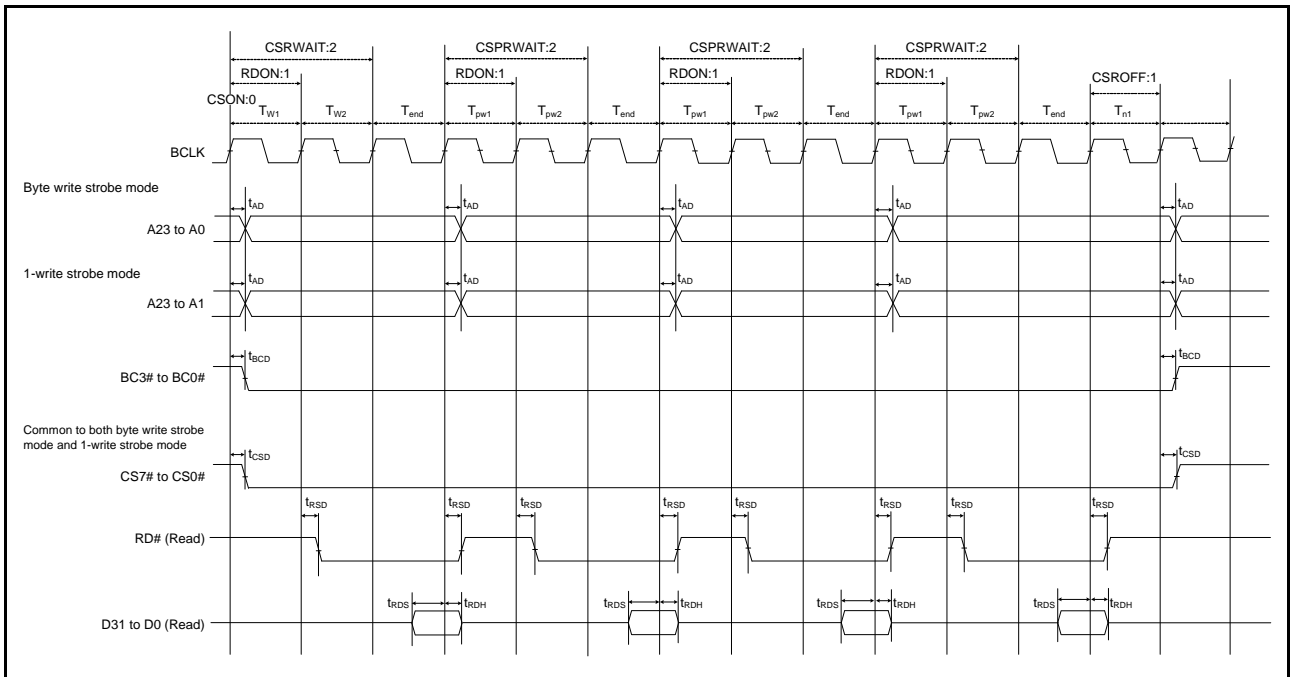 CSRWAIT:2 CSPRWAIT:2 CSPRWAIT:2 CSPRWAIT:2
RDON:1 RDON:1 RDON:1 RDON:1 CSROFF:1
CSON:0
TW1 TW2 Tend Tpw1 Tpw2 Tend Tpw1 Tpw2 Tend Tpw1 Tpw2 Tend Tn1
BCLK
Byte write strobe mode
tAD tAD tAD tAD tAD
A23 to A0
1-write strobe mode
tAD tAD tAD tAD tAD
A23 to A1
tBCD tBCD
BC3# to BC0#
Common to both byte write strobe
mode and 1-write strobe mode
tCSD tCSD
CS7# to CS0#
tRSD tRSD tRSD tRSD tRSD tRSD tRSD tRSD
RD# (Read)
tRDS tRDH tRDS tRDH tRDS tRDH tRDS tRDH
D31 to D0 (Read)